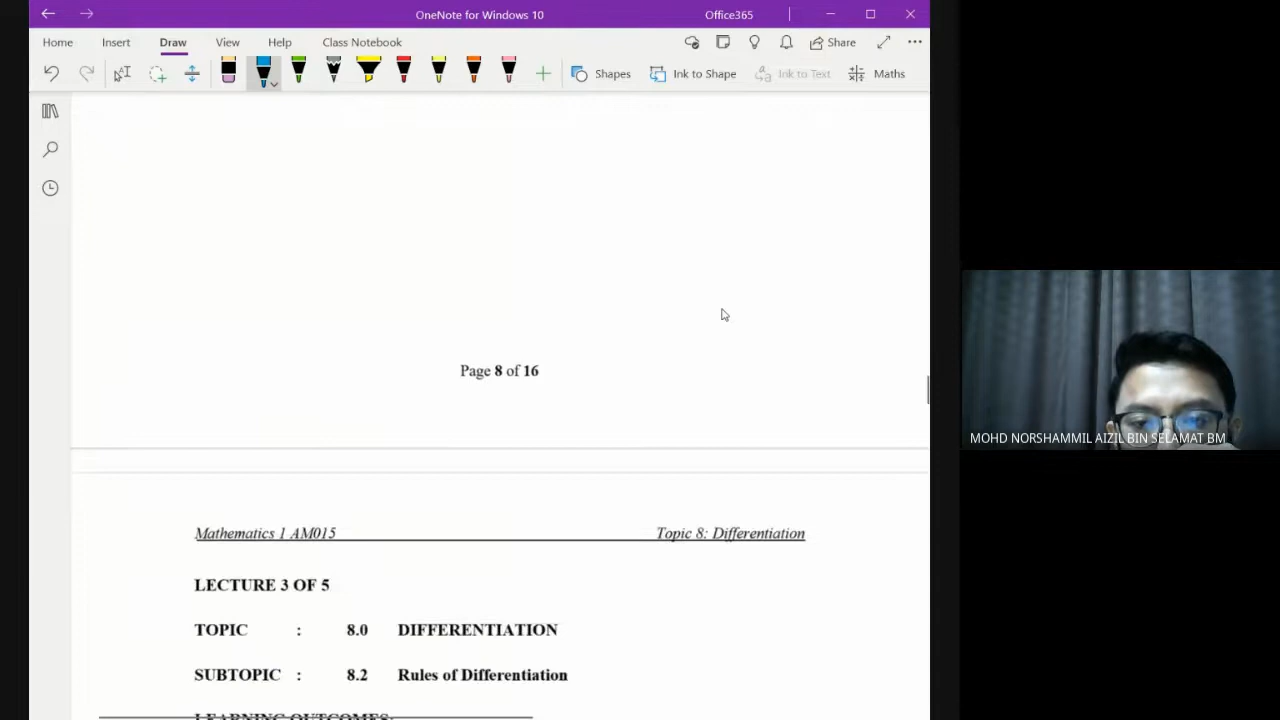 OneNote for Windows 10
Office365
Home Insert Draw View Help Class Notebook Share
Shapes Ink to Shape Ink to Text Maths
Page 8 of 16
Mathematics 1 AM015 Topic 8: Differentiation
LECTURE 3 OF 5
TOPIC : 8.0 DIFFERENTIATION
SUBTOPIC : 8.2 Rules of Differentiation
LEARNING OUTCOMES:
MOHD NORSHAMMIL AIZIL BIN SELAMAT BM